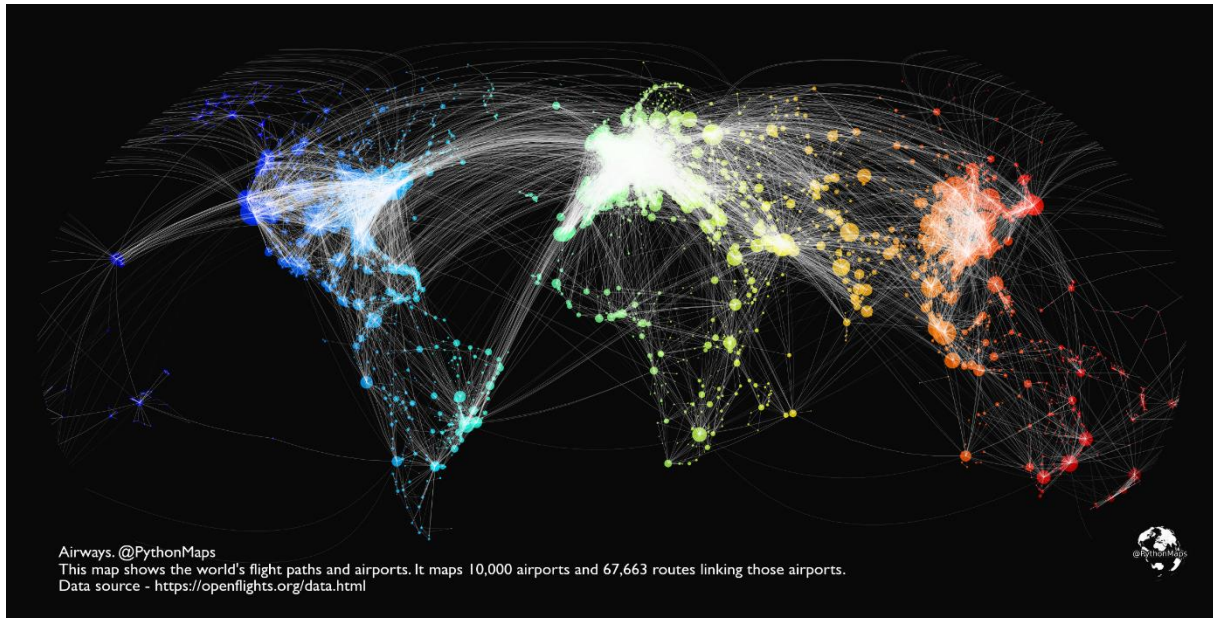 Airways. @PythonMaps
This map shows the world's flight paths and airports. It maps 10,000 airports and 67,663 routes linking those airports.
Data source - https://openflights.org/data.html
@PythonMaps